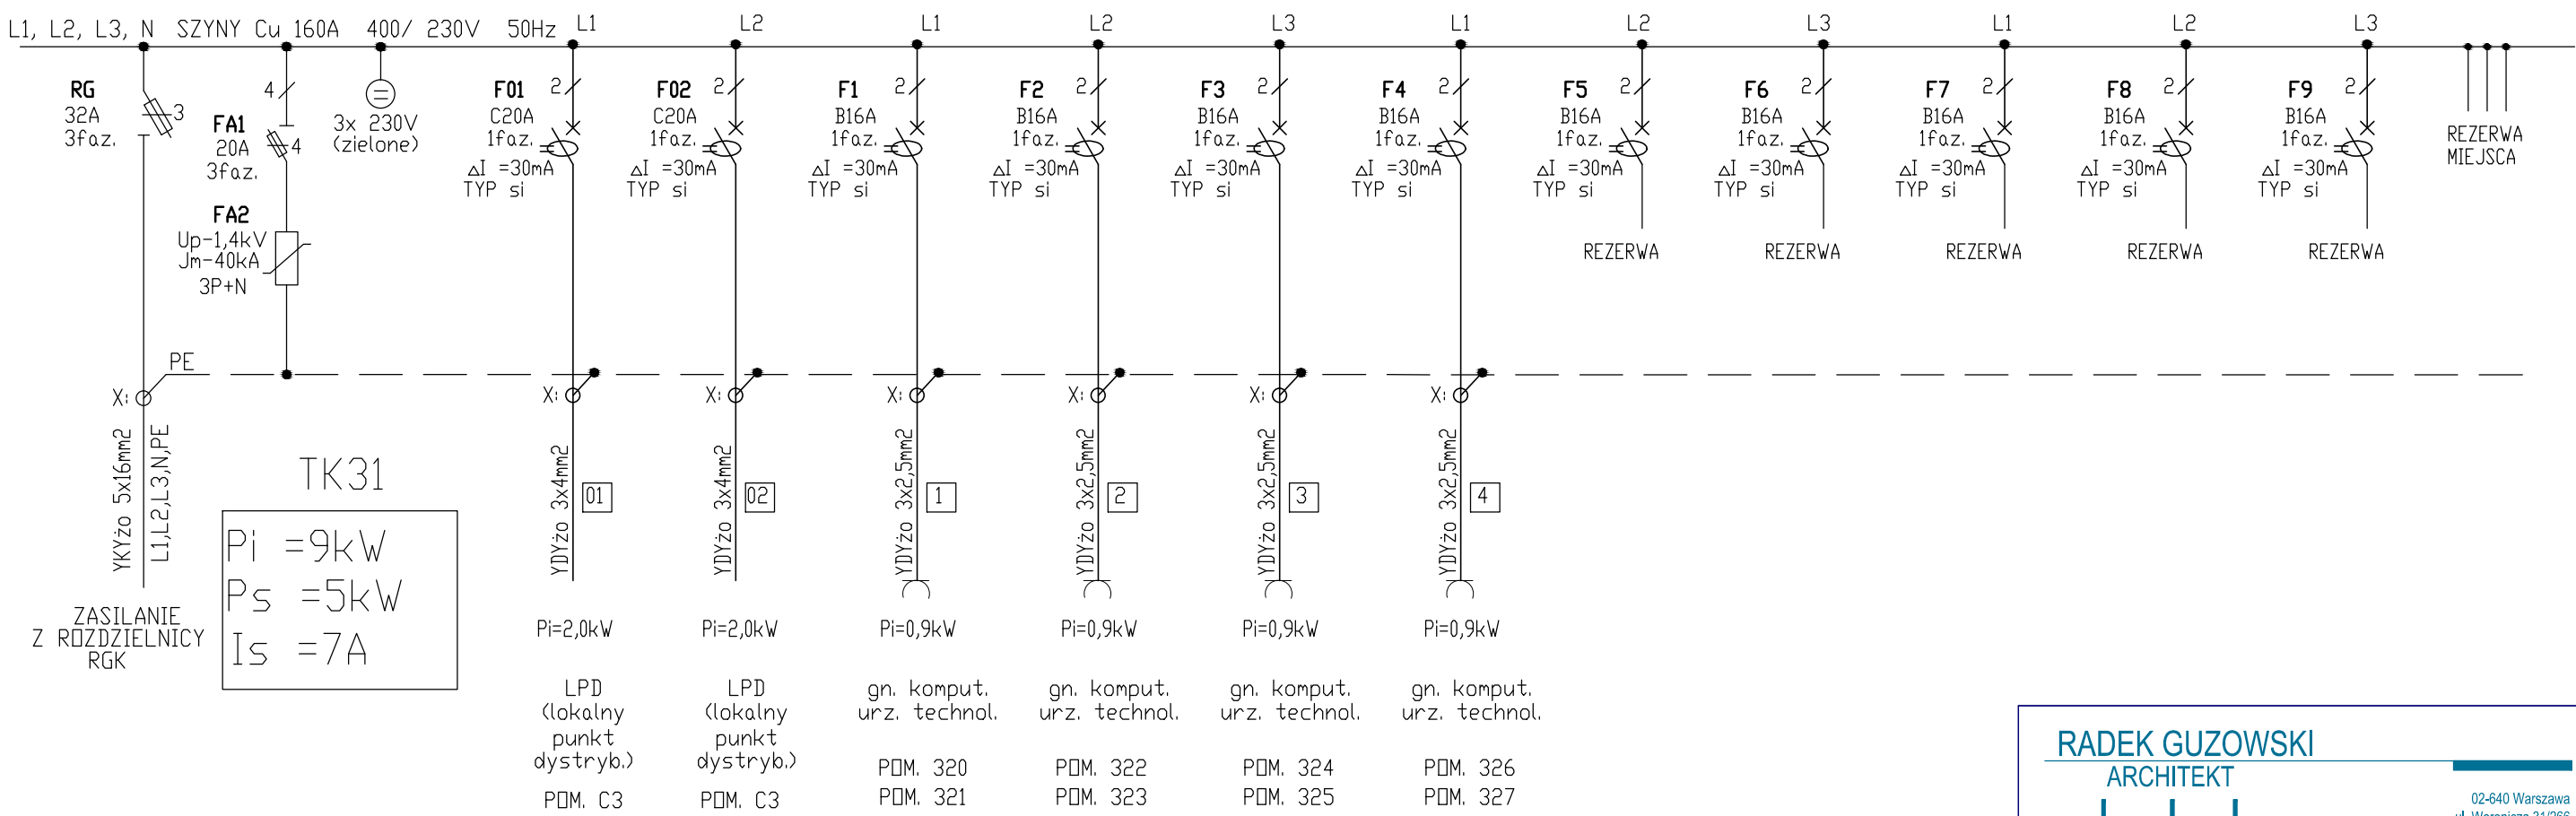 L1, L2, L3, N SZYNY Cu 160A 400/ 230V 50Hz
L1
L2
L1
L2
L3
L1
L2
L3
L1
L2
L3
RG
32A
3faz.
3
4
FA1
20A
3faz.
4
FA2
Up-1,4kV
Jm-40kA
3P+N
3x 230V
(zielone)
F01
C20A
1faz.
ΔI =30mA
TYP si
2
F02
C20A
1faz.
ΔI =30mA
TYP si
2
F1
B16A
1faz.
ΔI =30mA
TYP si
2
F2
B16A
1faz.
ΔI =30mA
TYP si
2
F3
B16A
1faz.
ΔI =30mA
TYP si
2
F4
B16A
1faz.
ΔI =30mA
TYP si
2
F5
B16A
1faz.
ΔI =30mA
TYP si
2
REZERWA
F6
B16A
1faz.
ΔI =30mA
TYP si
2
REZERWA
F7
B16A
1faz.
ΔI =30mA
TYP si
2
REZERWA
F8
B16A
1faz.
ΔI =30mA
TYP si
2
REZERWA
F9
B16A
1faz.
ΔI =30mA
TYP si
2
REZERWA
REZERWA
MIEJSCA
PE
X:
X:
X:
X:
X:
X:
X:
YKYżo 5x16mm2
L1,L2,L3,N,PE
ZASILANIE
Z ROZDZIELNICY
RGK
TK31
Pi =9kW
Ps =5kW
Is =7A
YDYżo 3x4mm2
01
Pi=2,0kW
LPD
(lokalny
punkt
dystryb.)
POM. C3
YDYżo 3x4mm2
02
Pi=2,0kW
LPD
(lokalny
punkt
dystryb.)
POM. C3
YDYżo 3x2,5mm2
1
Pi=0,9kW
gn. komput.
urz. technol.
POM. 320
POM. 321
YDYżo 3x2,5mm2
2
Pi=0,9kW
gn. komput.
urz. technol.
POM. 322
POM. 323
YDYżo 3x2,5mm2
3
Pi=0,9kW
gn. komput.
urz. technol.
POM. 324
POM. 325
YDYżo 3x2,5mm2
4
Pi=0,9kW
gn. komput.
urz. technol.
POM. 326
POM. 327
RADEK GUZOWSKI
ARCHITEKT
02-640 Warszawa